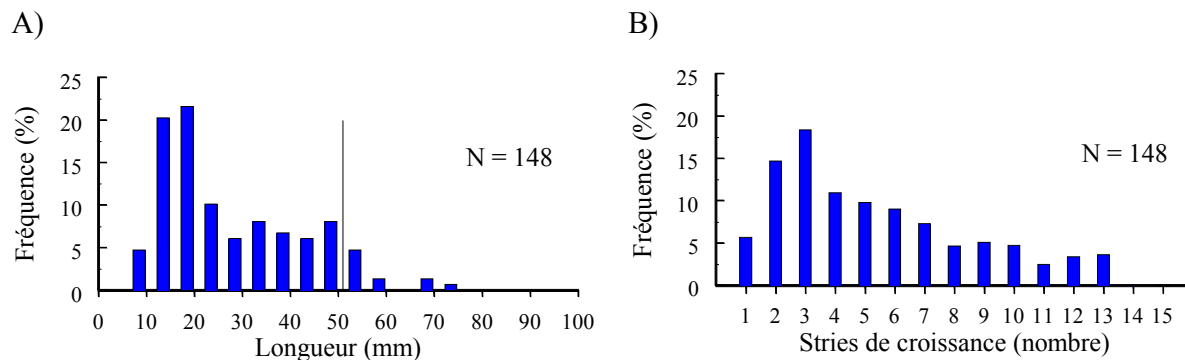 A)
25
20
15
10
5
0
Fréquence (%)
N = 148
0 10 20 30 40 50 60 70 80 90 100
Longueur (mm)
B)
25
20
15
10
5
0
Fréquence (%)
N = 148
1 2 3 4 5 6 7 8 9 10 11 12 13 14 15
Stries de croissance (nombre)